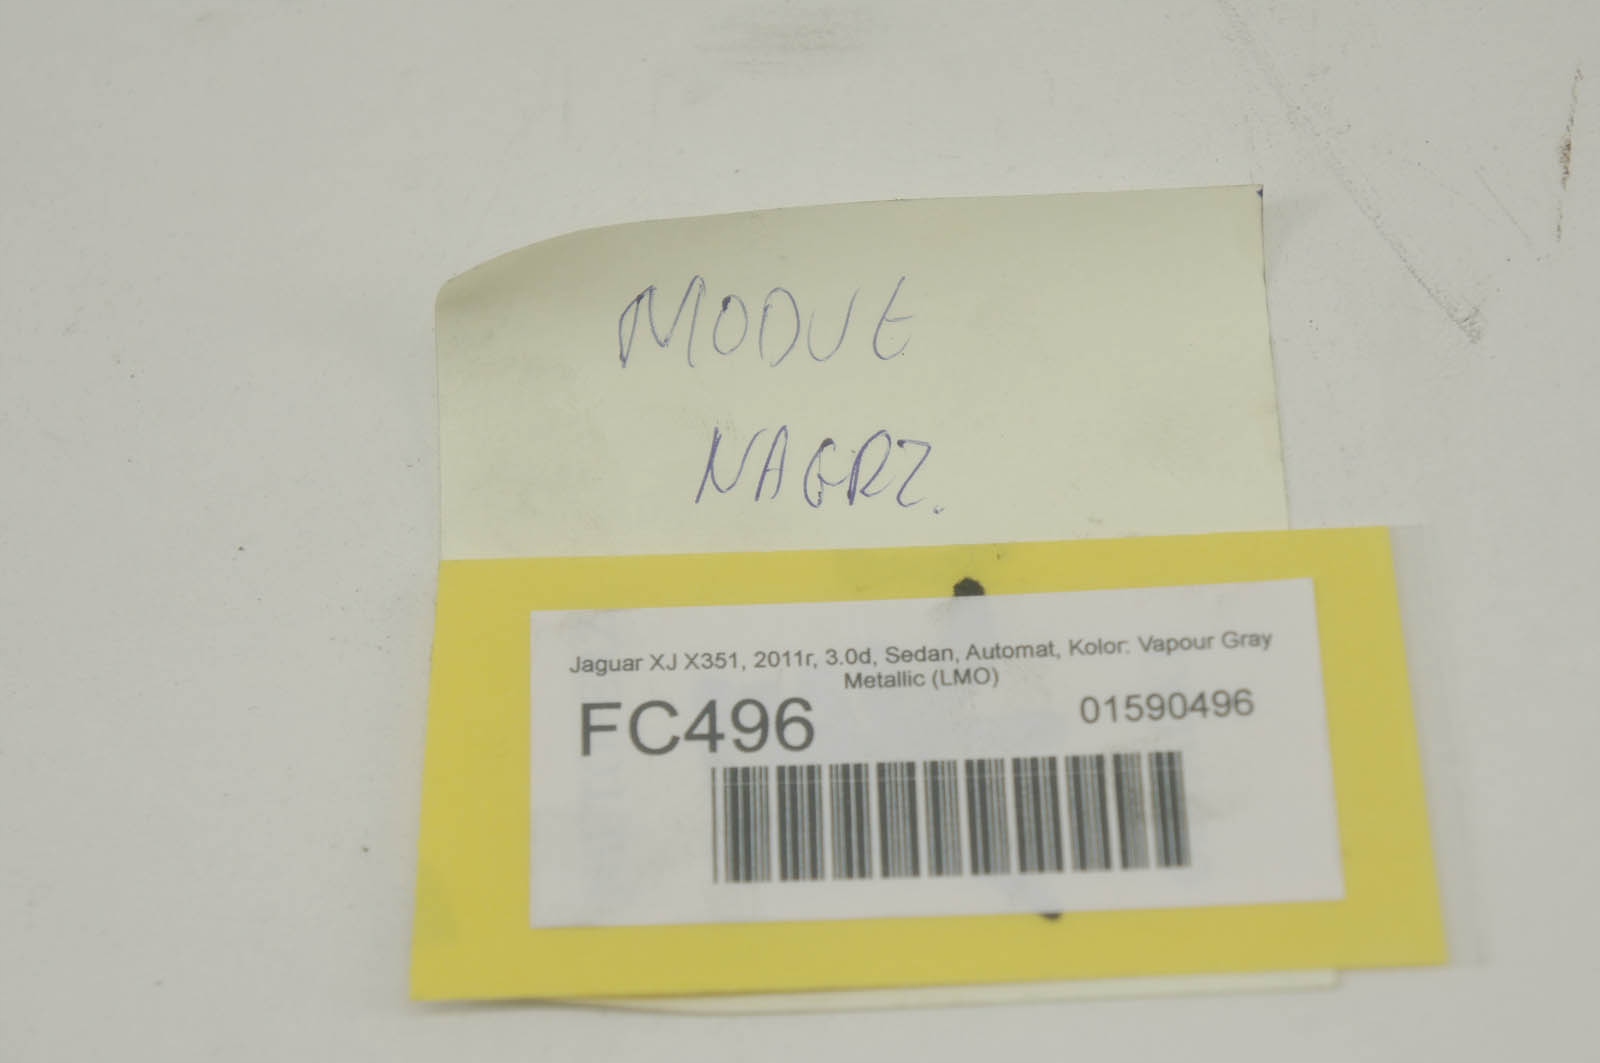 MODUŁ
NAGRZ.
Jaguar XJ X351, 2011r, 3.0d, Sedan, Automat, Kolor: Vapour Gray
Metallic (LMO)
FC496
01590496